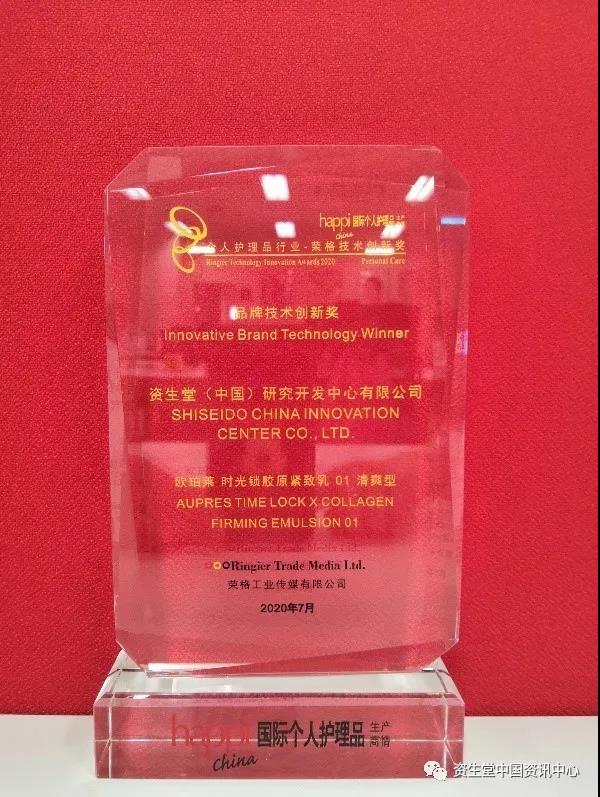 happi 国际个人护理品 生产商情
china
个人护理品行业-荣格技术创新奖
Ringier Technology Innovation Awards 2020 Personal Care
品牌技术创新奖
Innovative Brand Technology Winner
资生堂（中国）研究开发中心有限公司
SHISEIDO CHINA INNOVATION
CENTER CO., LTD.
欧珀莱 时光锁胶原紧致乳 01 清爽型
AUPRES TIME LOCK X COLLAGEN
FIRMING EMULSION 01
Ringier Trade Media Ltd.
荣格工业传媒有限公司
2020年7月
happi 国际个人护理品 生产商情
china
资生堂中国资讯中心